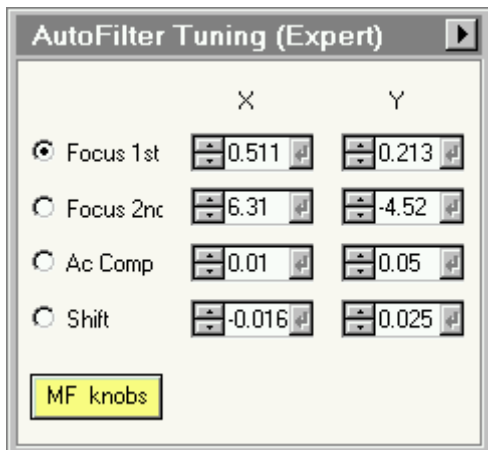 AutoFilter Tuning (Expert)
X Y
Focus 1st 0.511 0.213
Focus 2nc 6.31 -4.52
Ac Comp 0.01 0.05
Shift -0.016 0.025
MF knobs